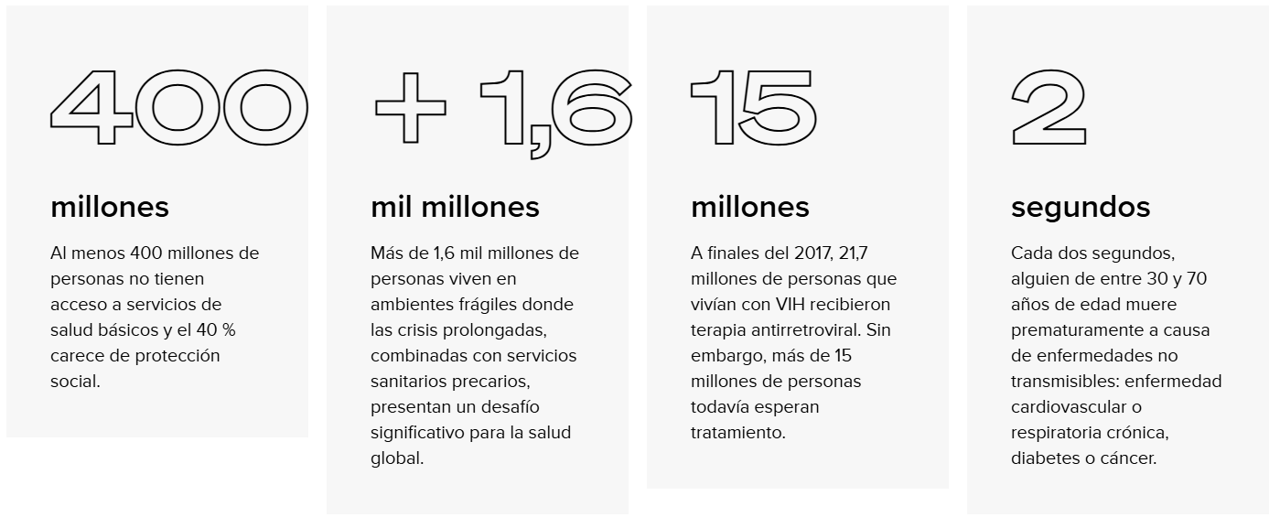 400
millones
Al menos 400 millones de
personas no tienen
acceso a servicios de
salud básicos y el 40 %
carece de protección
social.
+ 1,6
mil millones
Más de 1,6 mil millones de
personas viven en
ambientes frágiles donde
las crisis prolongadas,
combinadas con servicios
sanitarios precarios,
presentan un desafío
significativo para la salud
global.
15
millones
A finales del 2017, 21,7
millones de personas que
vivían con VIH recibieron
terapia antirretroviral. Sin
embargo, más de 15
millones de personas
todavía esperan
tratamiento.
2
segundos
Cada dos segundos,
alguien de entre 30 y 70
años de edad muere
prematuramente a causa
de enfermedades no
transmisibles: enfermedad
cardiovascular o
respiratoria crónica,
diabetes o cáncer.